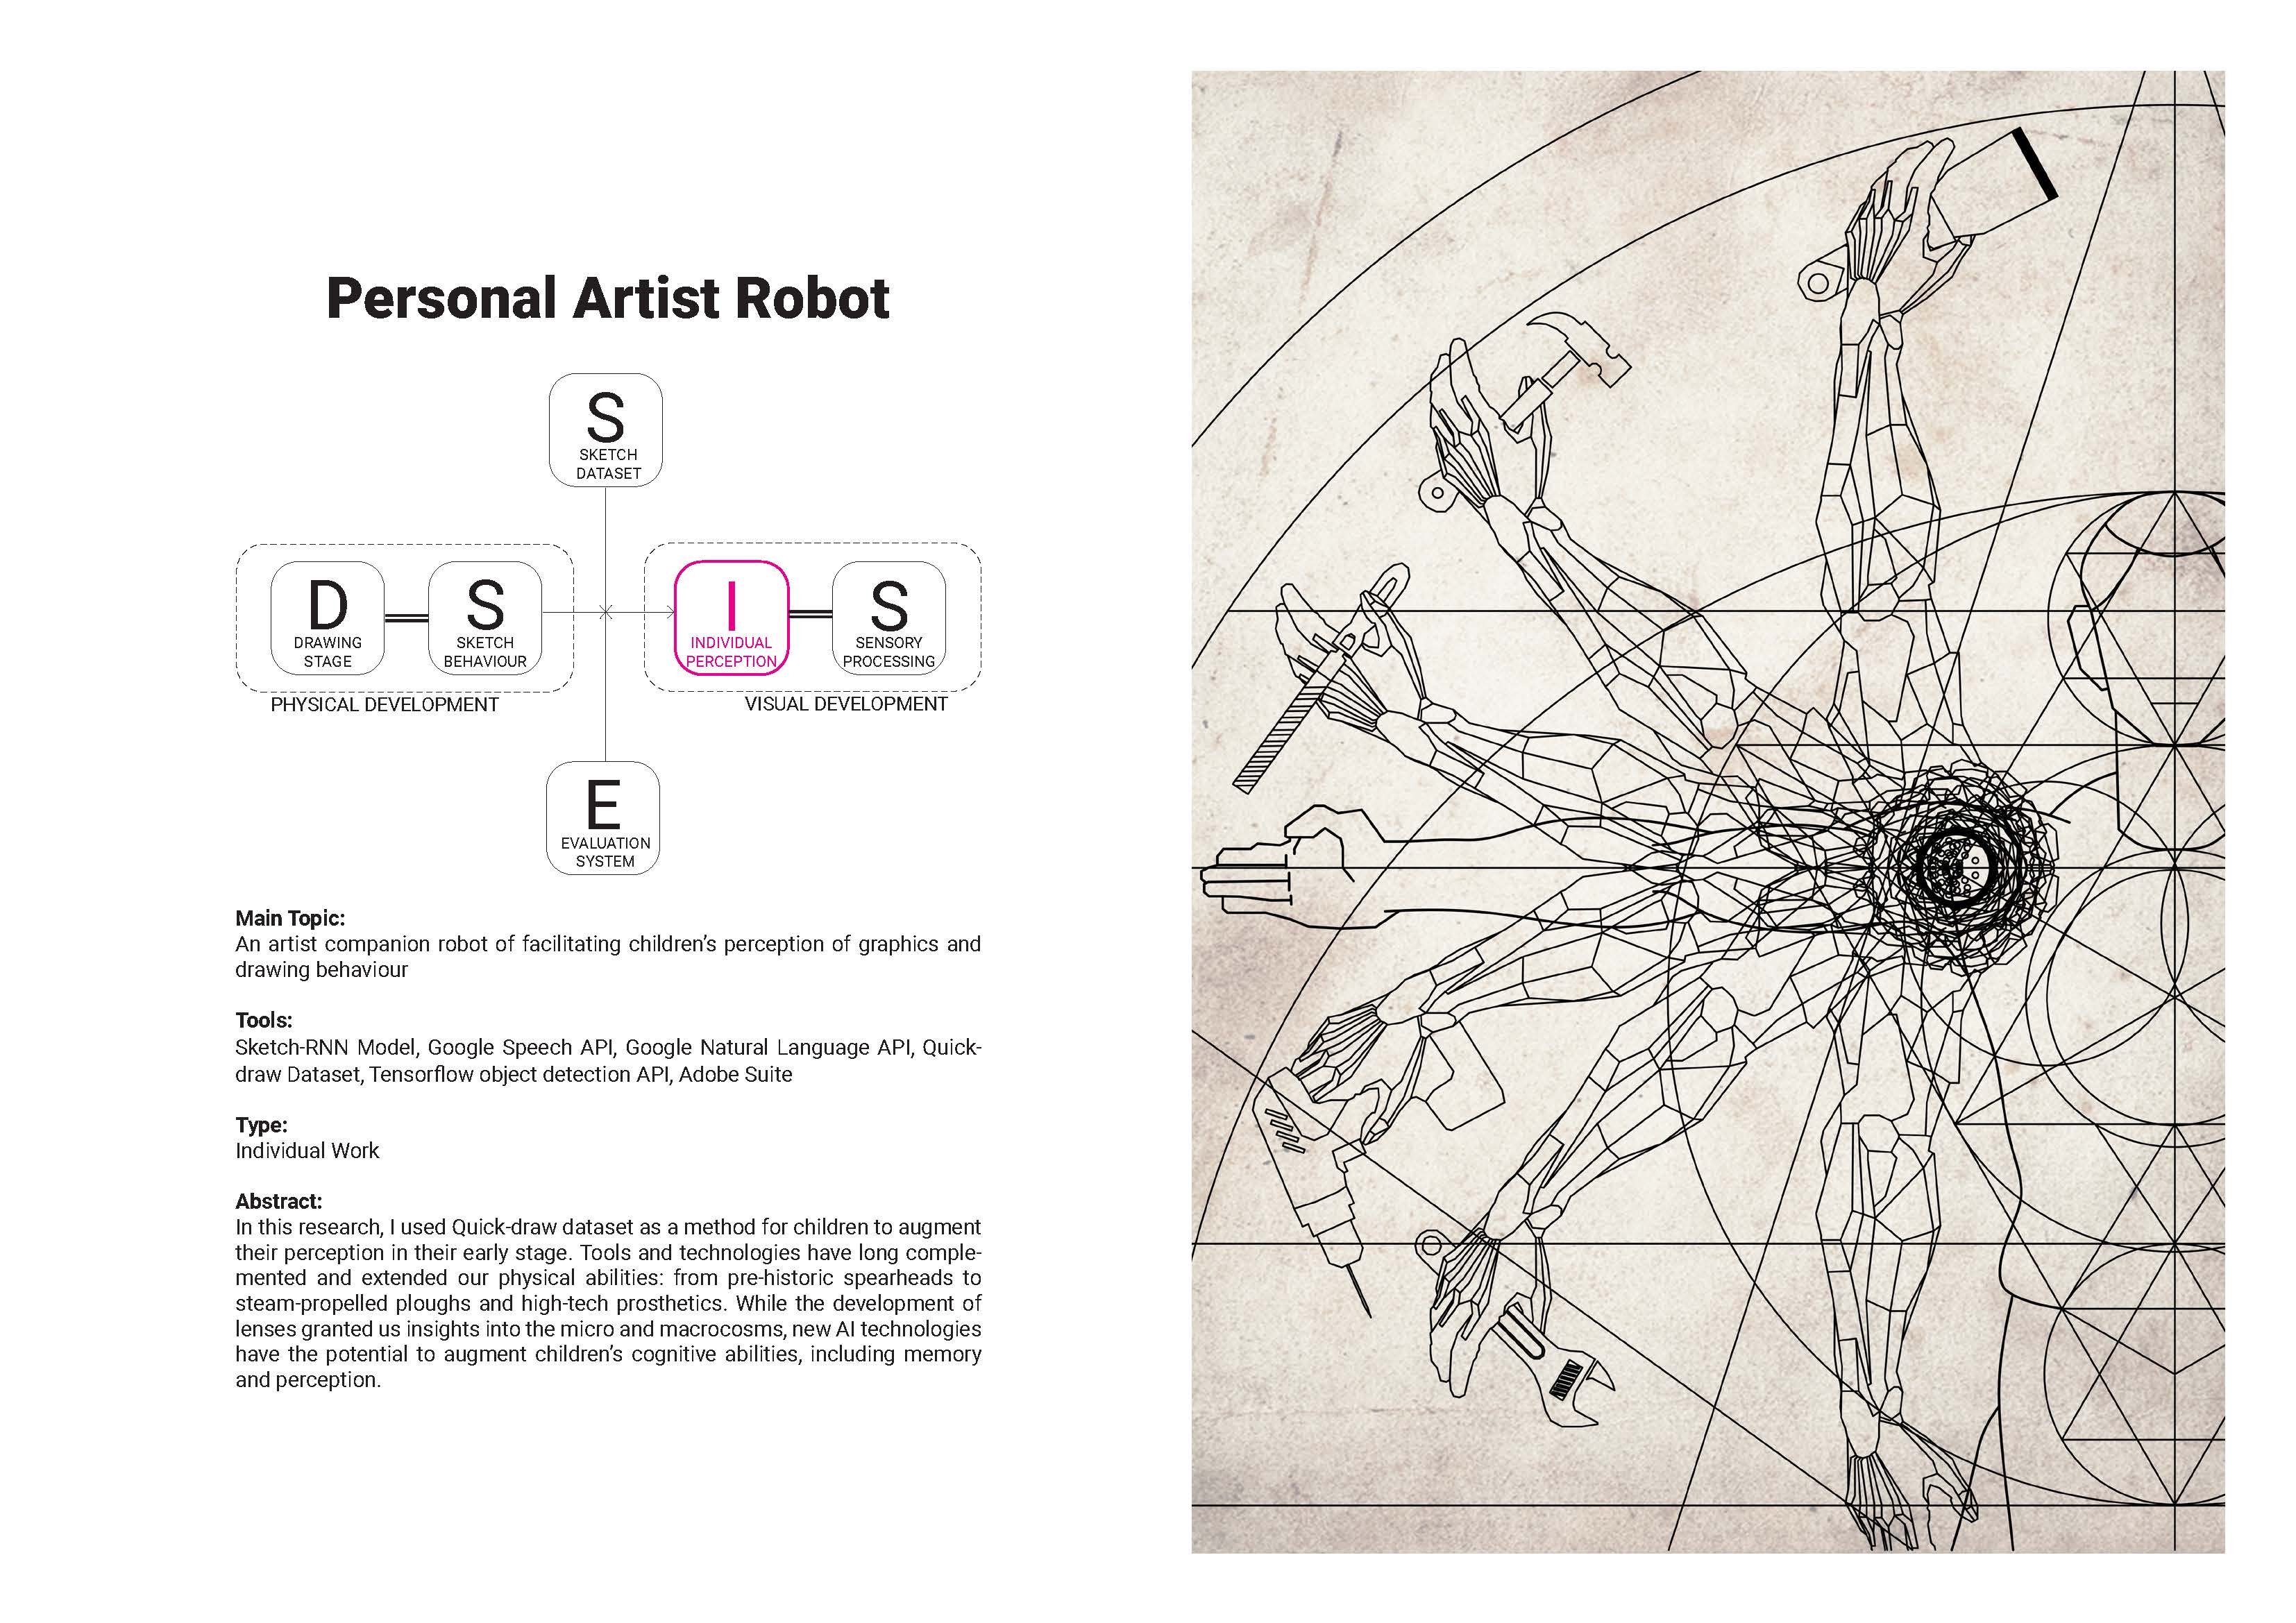 Personal Artist Robot
S
SKETCH
DATASET
D
DRAWING
STAGE
S
SKETCH
BEHAVIOUR
I
INDIVIDUAL
PERCEPTION
S
SENSORY
PROCESSING
PHYSICAL DEVELOPMENT
VISUAL DEVELOPMENT
E
EVALUATION
SYSTEM
Main Topic:
An artist companion robot of facilitating children’s perception of graphics and
drawing behaviour
Tools:
Sketch-RNN Model, Google Speech API, Google Natural Language API, Quick-
draw Dataset, Tensorflow object detection API, Adobe Suite
Type:
Individual Work
Abstract:
In this research, I used Quick-draw dataset as a method for children to augment
their perception in their early stage. Tools and technologies have long comple-
mented and extended our physical abilities: from pre-historic spearheads to
steam-propelled ploughs and high-tech prosthetics. While the development of
lenses granted us insights into the micro and macrocosms, new AI technologies
have the potential to augment children’s cognitive abilities, including memory
and perception.